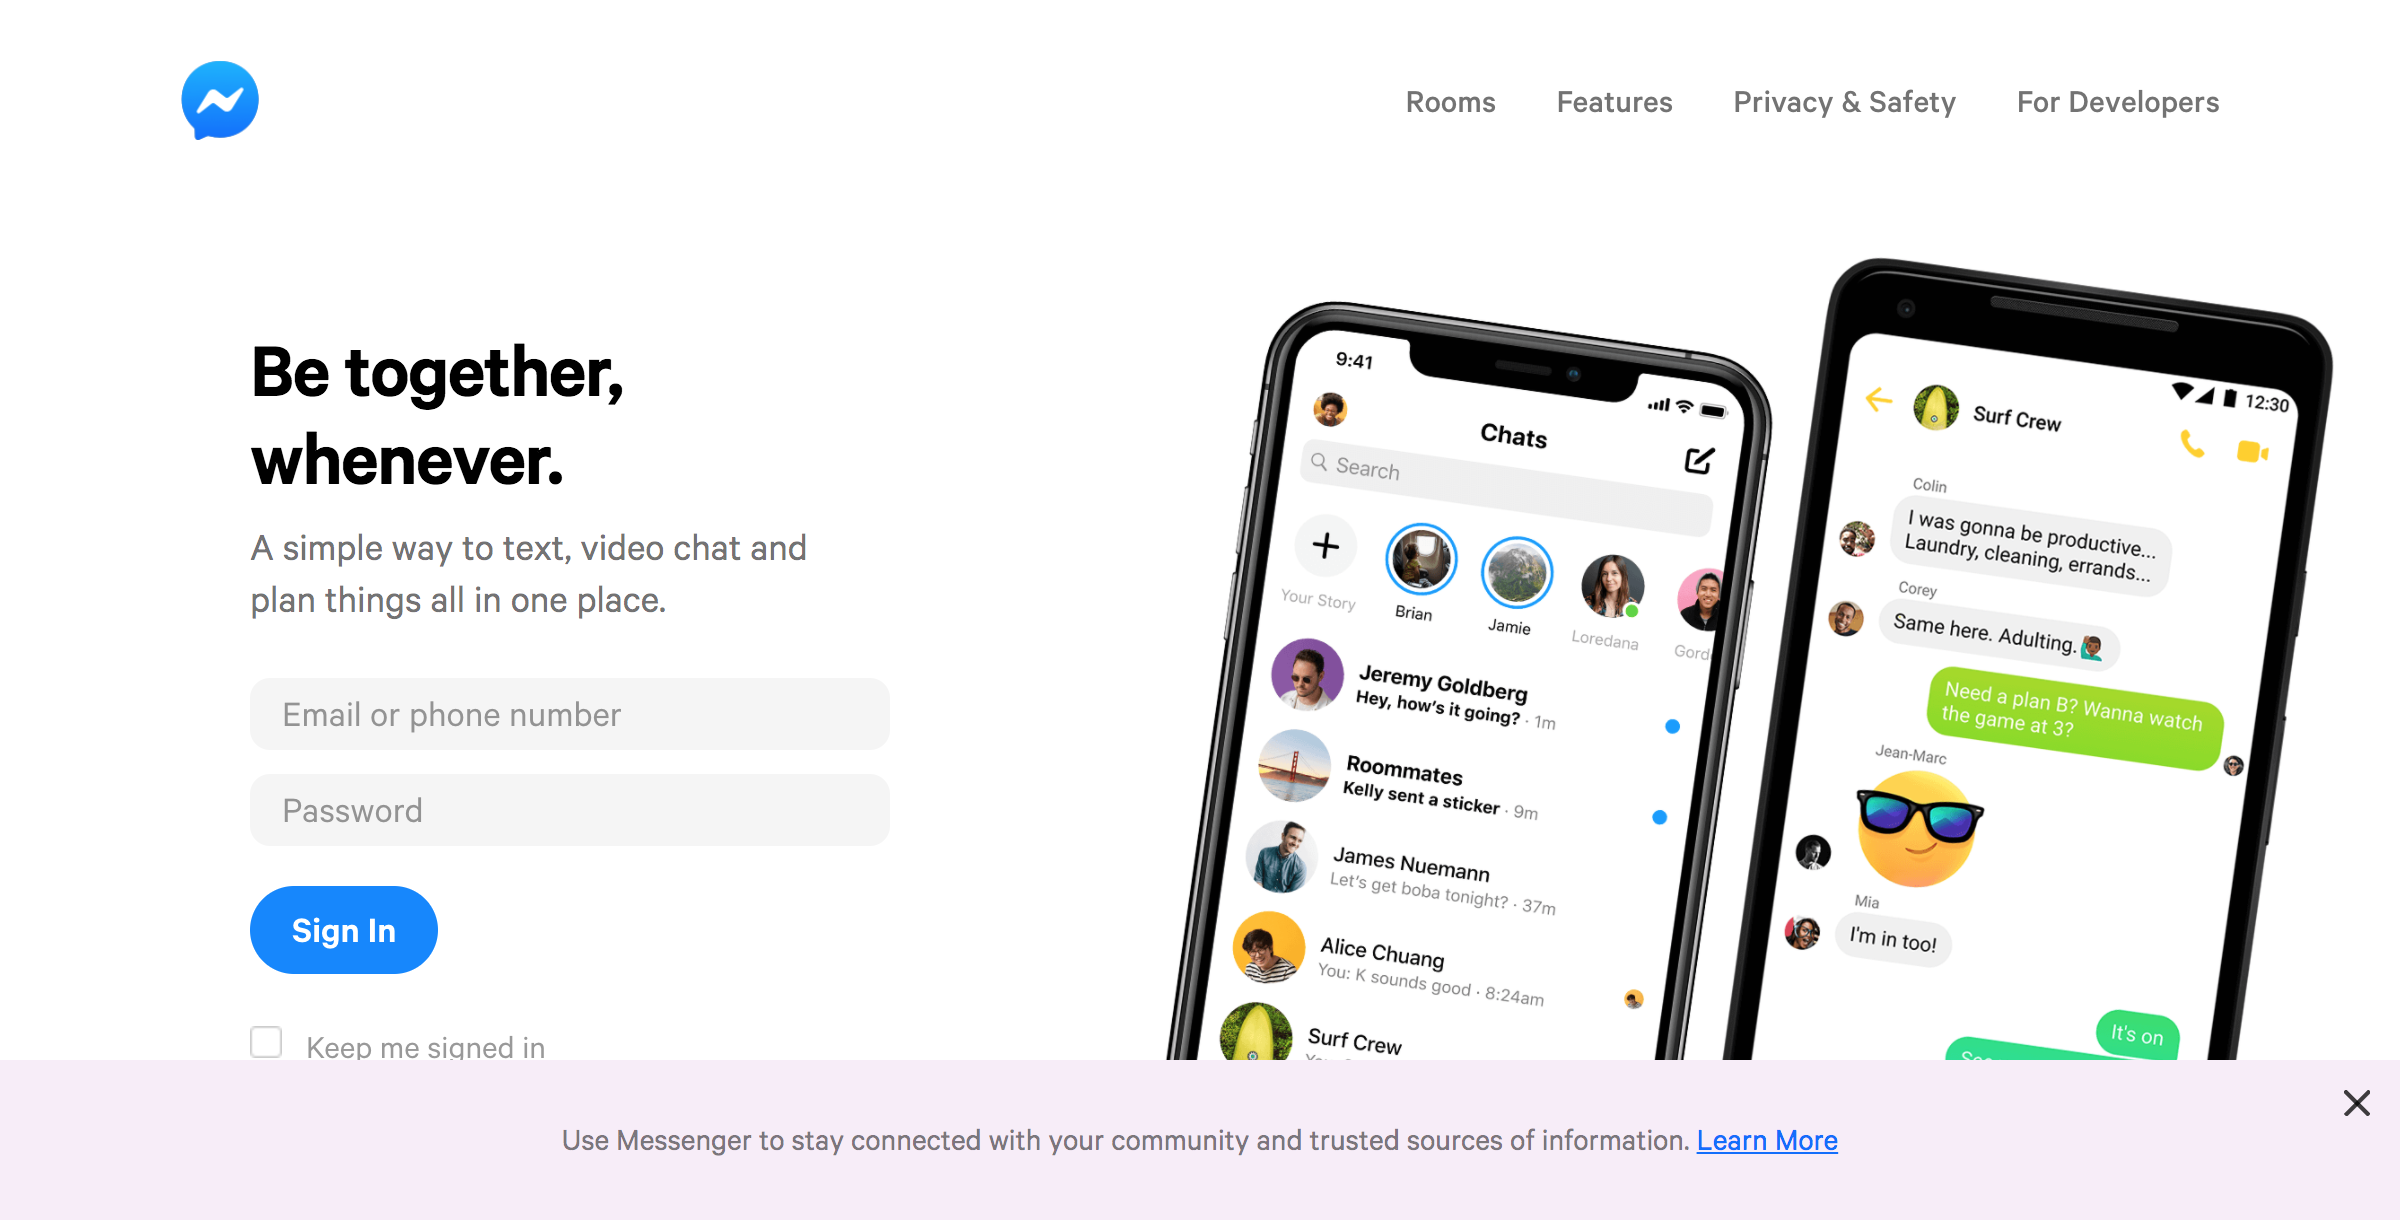 Rooms
Features
Privacy & Safety
For Developers
Be together,
whenever.
A simple way to text, video chat and
plan things all in one place.
Email or phone number
Password
Sign In
Keep me signed in
9:41
Chats
Search
Your Story
Brian
Jamie
Loredana
Jeremy Goldberg
Hey, how's it going? · 1m
Roommates
Kelly sent a sticker · 9m
James Nuemann
Let's get boba tonight? · 37m
Alice Chuang
You: K sounds good · 8:24am
Surf Crew
12:30
Surf Crew
Colin
I was gonna be productive...
Laundry, cleaning, errands...
Corey
Same here. Adulting.
Need a plan B? Wanna watch
the game at 3?
Jean-Marc
Mia
I'm in too!
It's on
Use Messenger to stay connected with your community and trusted sources of information. Learn More